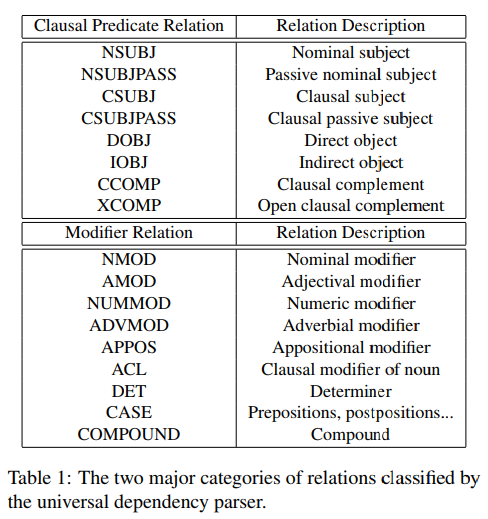 Clausal Predicate Relation Relation Description
NSUBJ Nominal subject
NSUBJPASS Passive nominal subject
CSUBJ Clausal subject
CSUBJPASS Clausal passive subject
DOBJ Direct object
IOBJ Indirect object
CCOMP Clausal complement
XCOMP Open clausal complement
Modifier Relation Relation Description
NMOD Nominal modifier
AMOD Adjectival modifier
NUMMOD Numeric modifier
ADVMOD Adverbial modifier
APPOS Appositional modifier
ACL Clausal modifier of noun
DET Determiner
CASE Prepositions, postpositions...
COMPOUND Compound
Table 1: The two major categories of relations classified by
the universal dependency parser.